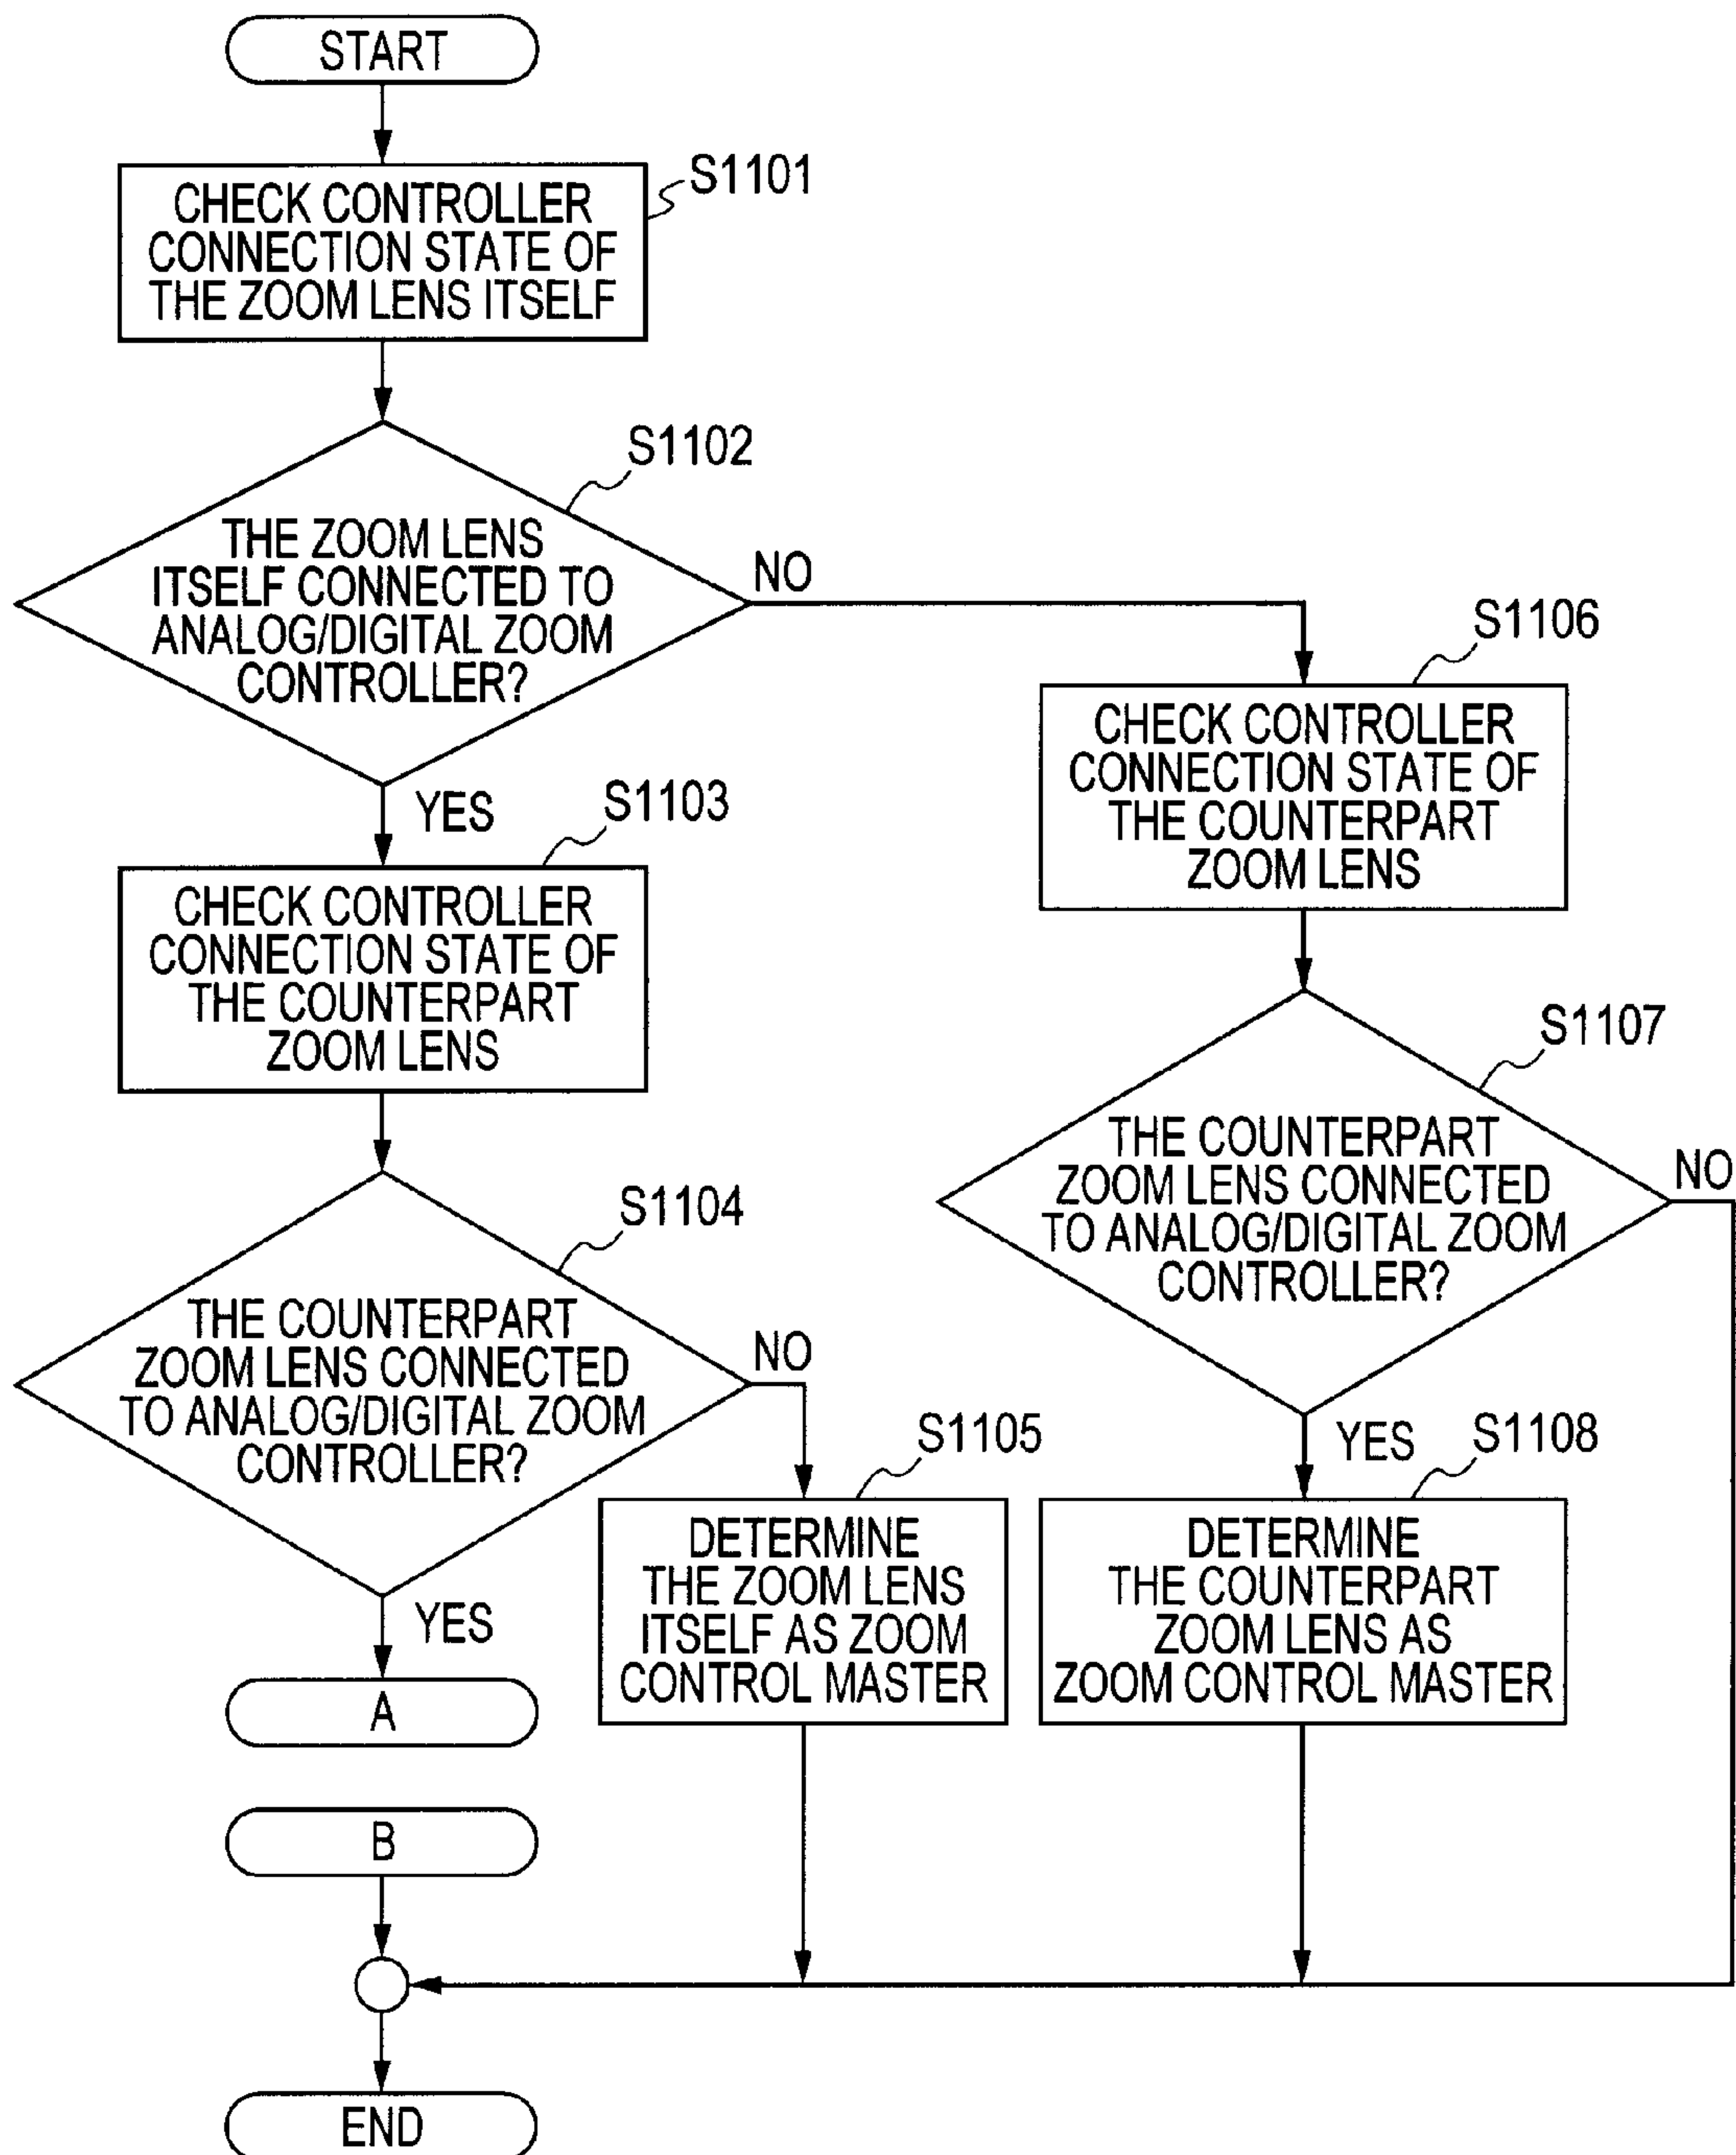 START
S1101
CHECK CONTROLLER
CONNECTION STATE OF
THE ZOOM LENS ITSELF
S1102
THE ZOOM LENS
ITSELF CONNECTED TO
ANALOG/DIGITAL ZOOM
CONTROLLER?
NO
YES
S1103
CHECK CONTROLLER
CONNECTION STATE OF
THE COUNTERPART
ZOOM LENS
S1104
THE COUNTERPART
ZOOM LENS CONNECTED
TO ANALOG/DIGITAL ZOOM
CONTROLLER?
NO
YES
A
S1105
DETERMINE
THE ZOOM LENS
ITSELF AS ZOOM
CONTROL MASTER
S1106
CHECK CONTROLLER
CONNECTION STATE OF
THE COUNTERPART
ZOOM LENS
S1107
THE COUNTERPART
ZOOM LENS CONNECTED
TO ANALOG/DIGITAL ZOOM
CONTROLLER?
NO
YES
S1108
DETERMINE
THE COUNTERPART
ZOOM LENS AS
ZOOM CONTROL MASTER
B
END